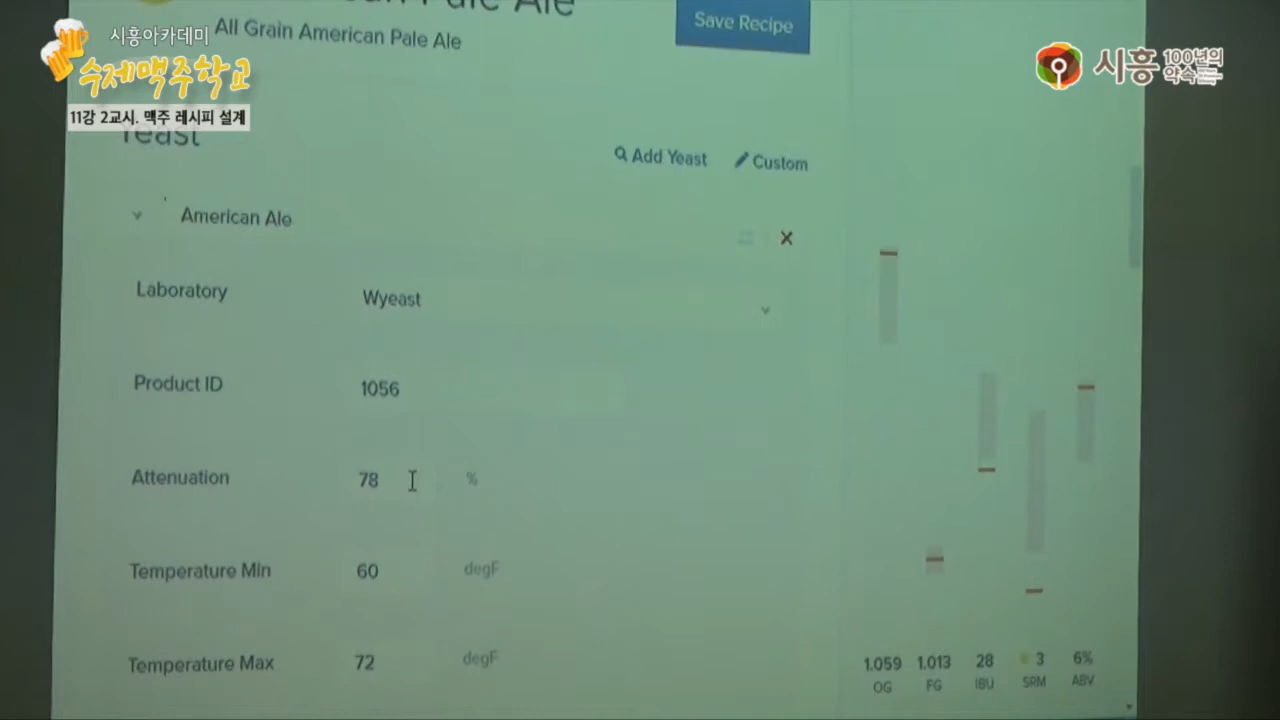 시흥아카데미
수제맥주학교
11강 2교시. 맥주 레시피 설계
시흥 100년의 약속
Pale Ale
All Grain American Pale Ale
Save Recipe
Yeast
Add Yeast
Custom
American Ale
Laboratory Wyeast
Product ID 1056
Attenuation 78 %
Temperature Min 60 degF
Temperature Max 72 degF
1.059 1.013 28 3 6%
OG FG IBU SRM ABV